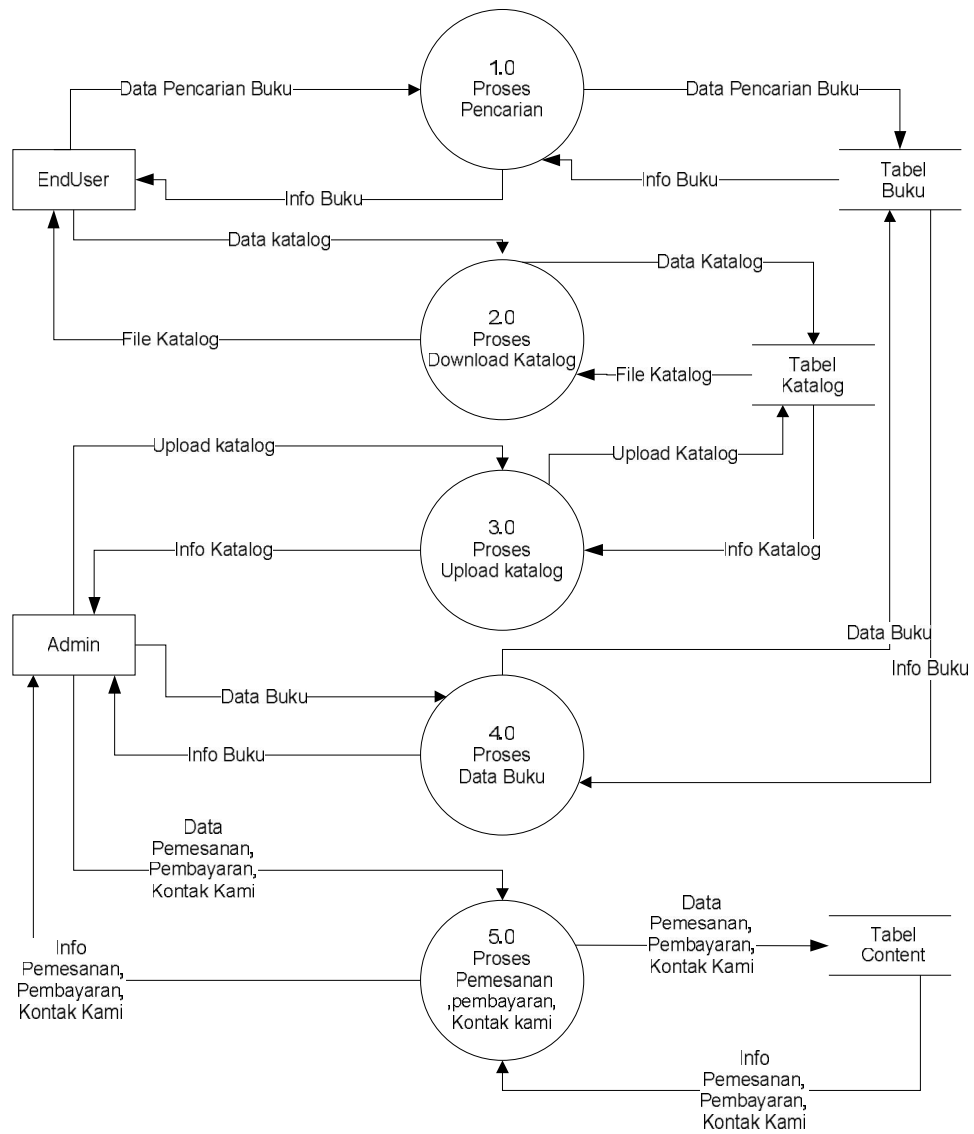 1.0
Proses
Pencarian
Data Pencarian Buku
Data Pencarian Buku
EndUser
Tabel
Buku
Info Buku
Info Buku
Data katalog
Data Katalog
2.0
Proses
Download Katalog
File Katalog
Tabel
Katalog
File Katalog
Upload katalog
Upload Katalog
3.0
Proses
Upload katalog
Info Katalog
Info Katalog
Admin
Data Buku
Info Buku
Data Buku
4.0
Proses
Data Buku
Info Buku
Data
Pemesanan,
Pembayaran,
Kontak Kami
Data
Pemesanan,
Pembayaran,
Kontak Kami
Tabel
Content
5.0
Proses
Pemesanan
,pembayaran,
Kontak kami
Info
Pemesanan,
Pembayaran,
Kontak Kami
Info
Pemesanan,
Pembayaran,
Kontak Kami